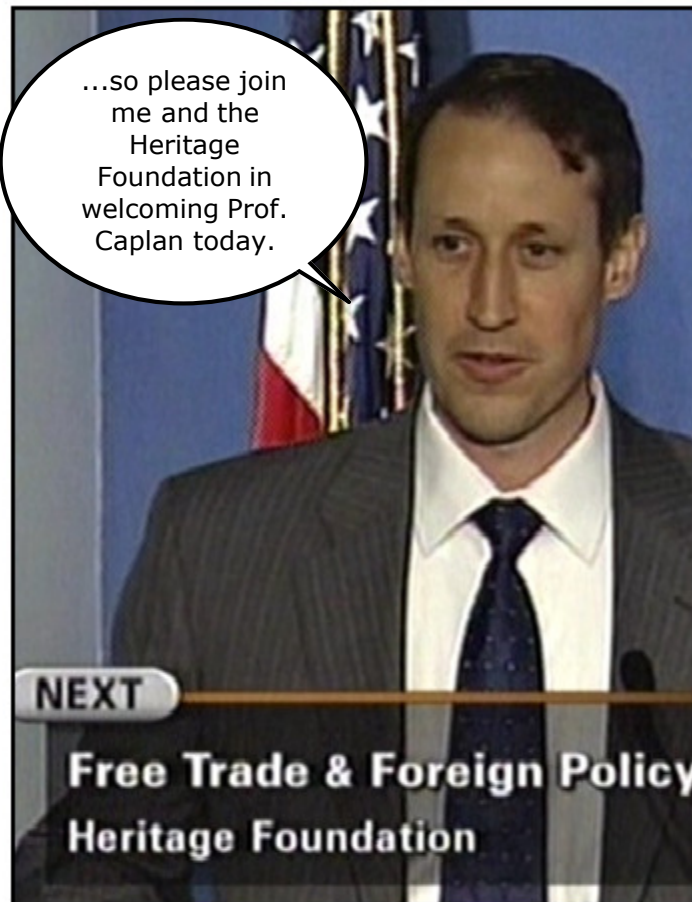 ...so please join
me and the
Heritage
Foundation in
welcoming Prof.
Caplan today.
NEXT
Free Trade & Foreign Policy
Heritage Foundation